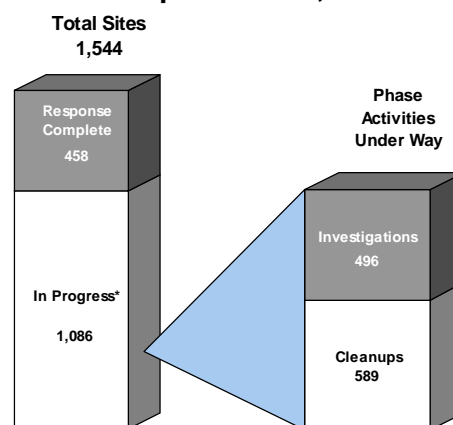 Total Sites
1,544
Response
Complete
458
In Progress*
1,086
Phase
Activities
Under Way
Investigations
496
Cleanups
589